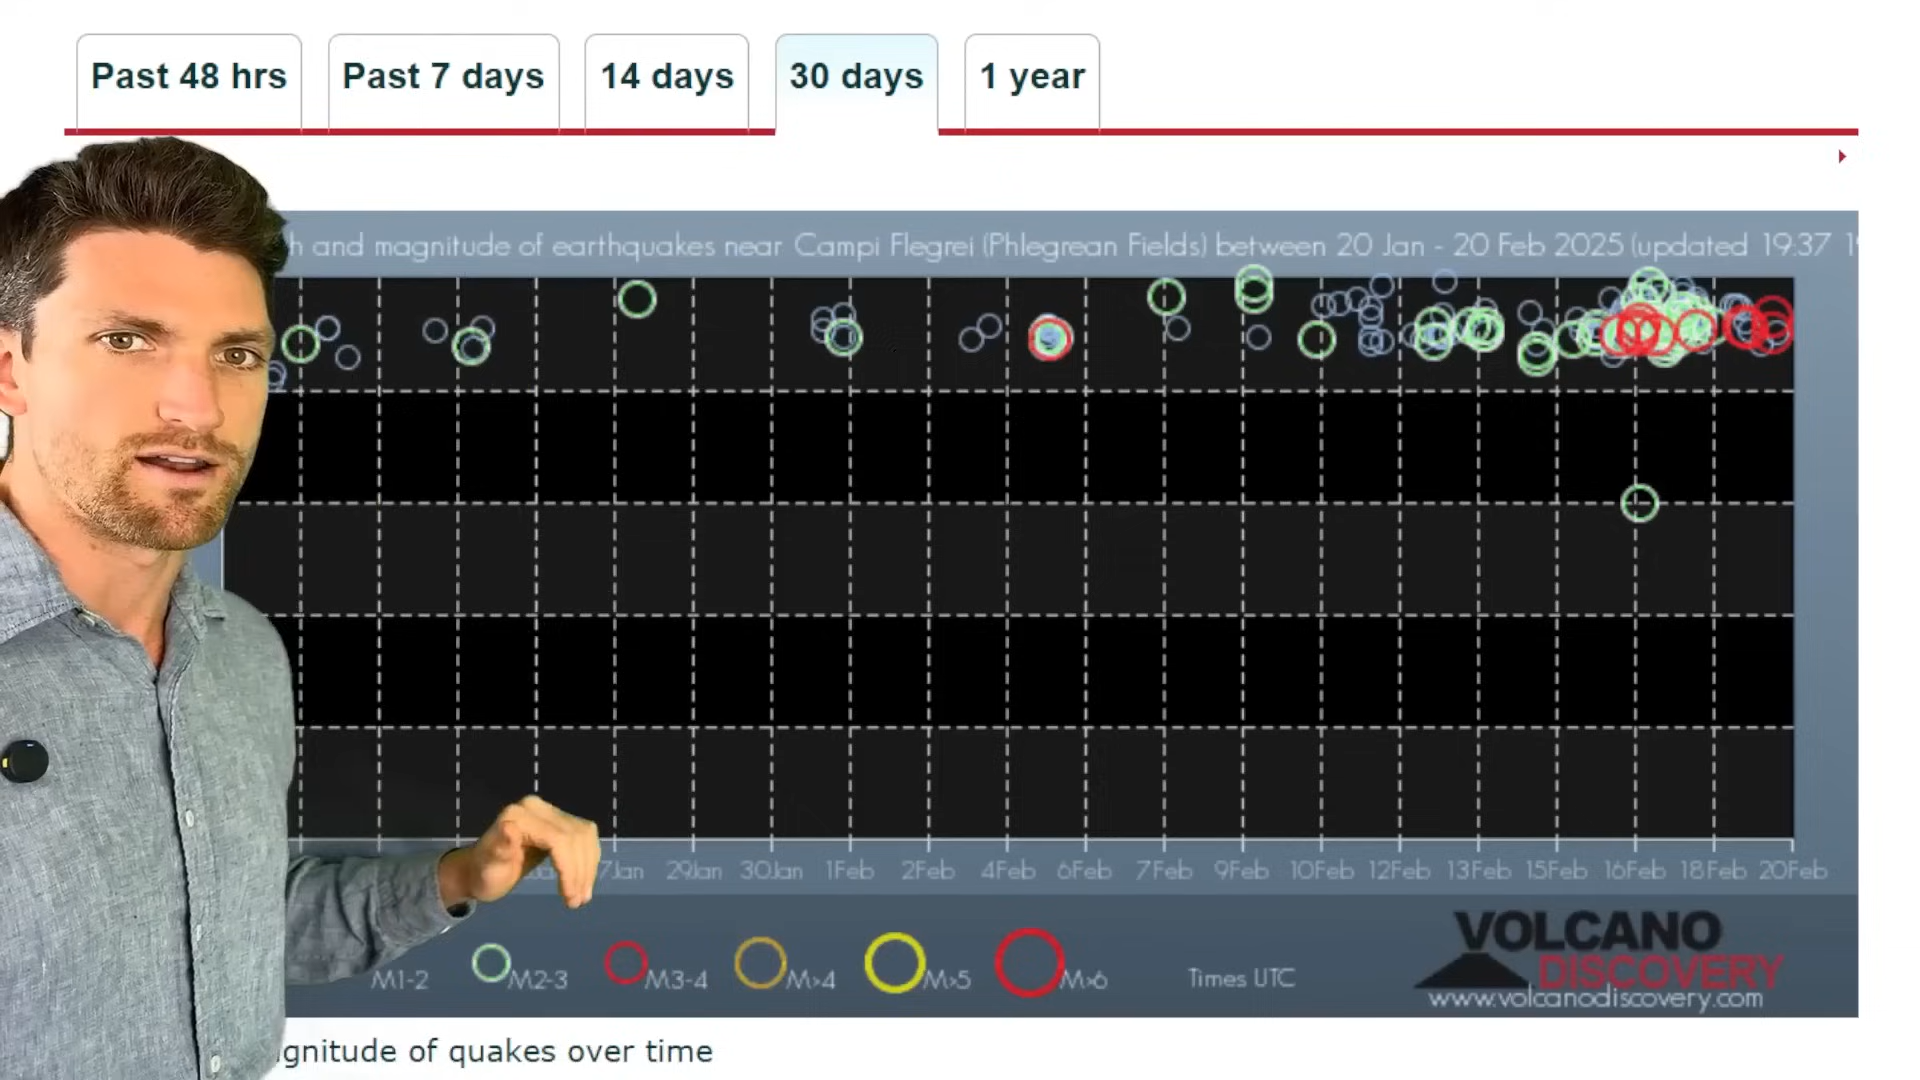 Past 48 hrs
Past 7 days
14 days
30 days
1 year
h and magnitude of earthquakes near Campi Flegrei (Phlegrean Fields) between 20 Jan - 20 Feb 2025 (updated 19:37
7Jan 29Jan 30Jan 1Feb 2Feb 4Feb 6Feb 7Feb 9Feb 10Feb 12Feb 13Feb 15Feb 16Feb 18Feb 20Feb
M1-2 M2-3 M3-4 M>4 M>5 M>6 Times UTC
VOLCANO
DISCOVERY
www.volcanodiscovery.com
gnitude of quakes over time